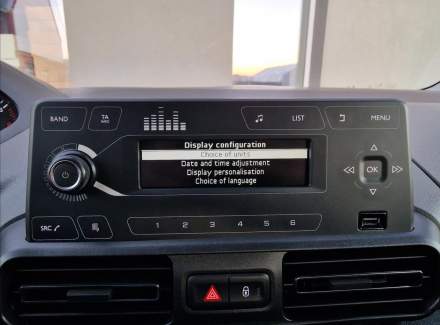 BAND
TA
INFO
LIST
MENU
Display configuration
Choice of units
Date and time adjustment
Display personalisation
Choice of language
OK
SRC
1 2 3 4 5 6